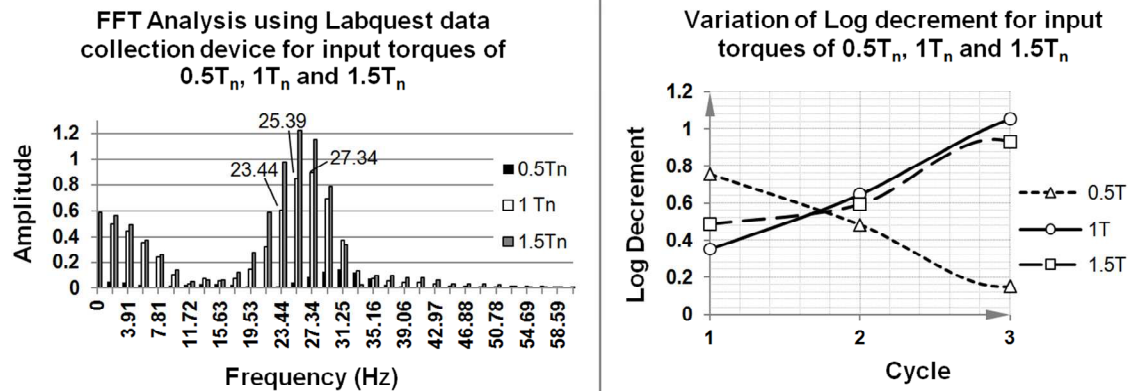 FFT Analysis using Labquest data
collection device for input torques of
0.5Tn, 1Tn and 1.5Tn
Amplitude
1.2
1
0.8
0.6
0.4
0.2
0
25.39
23.44
27.34
0.5Tn
1 Tn
1.5Tn
0
3.91
7.81
11.72
15.63
19.53
23.44
27.34
31.25
35.16
39.06
42.97
46.88
50.78
54.69
58.59
Frequency (Hz)
Variation of Log decrement for input
torques of 0.5Tn, 1Tn and 1.5Tn
Log Decrement
1.2
1
0.8
0.6
0.4
0.2
0
1
2
3
Cycle
0.5T
1T
1.5T